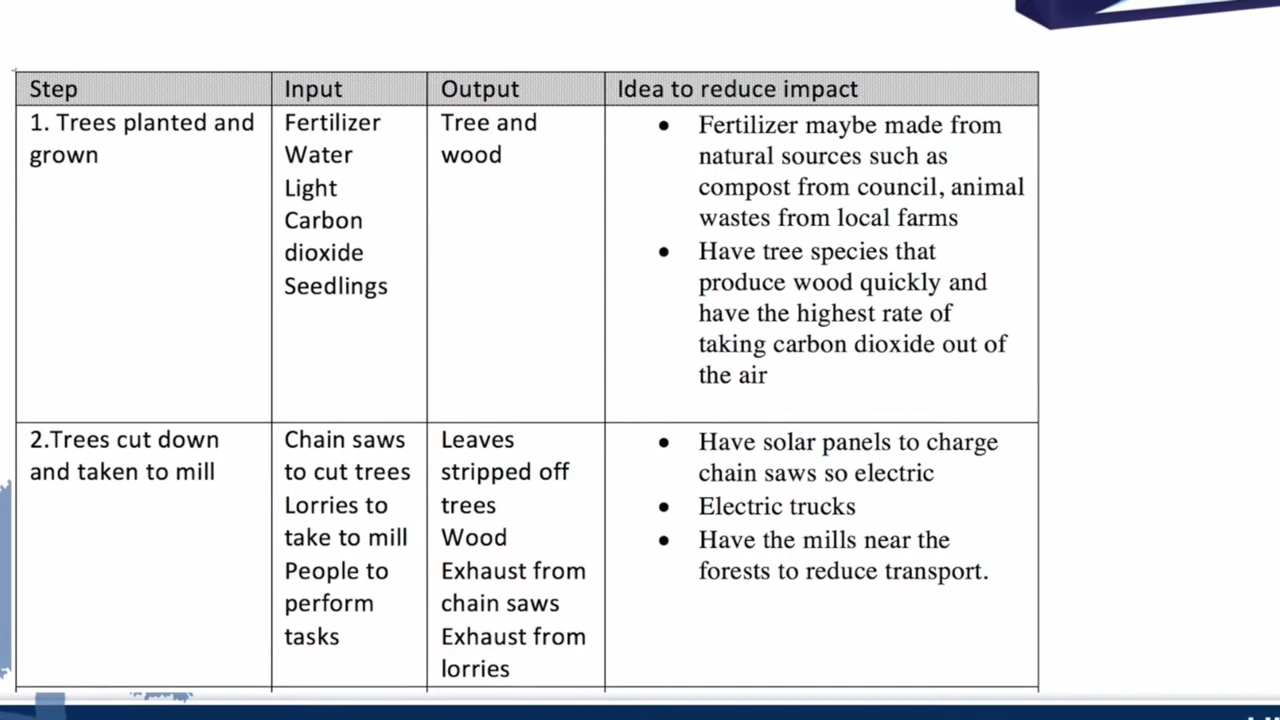 Step
Input
Output
Idea to reduce impact
1. Trees planted and
grown
Fertilizer
Water
Light
Carbon
dioxide
Seedlings
Tree and
wood
• Fertilizer maybe made from
natural sources such as
compost from council, animal
wastes from local farms
• Have tree species that
produce wood quickly and
have the highest rate of
taking carbon dioxide out of
the air
2.Trees cut down
and taken to mill
Chain saws
to cut trees
Lorries to
take to mill
People to
perform
tasks
Leaves
stripped off
trees
Wood
Exhaust from
chain saws
Exhaust from
lorries
• Have solar panels to charge
chain saws so electric
• Electric trucks
• Have the mills near the
forests to reduce transport.